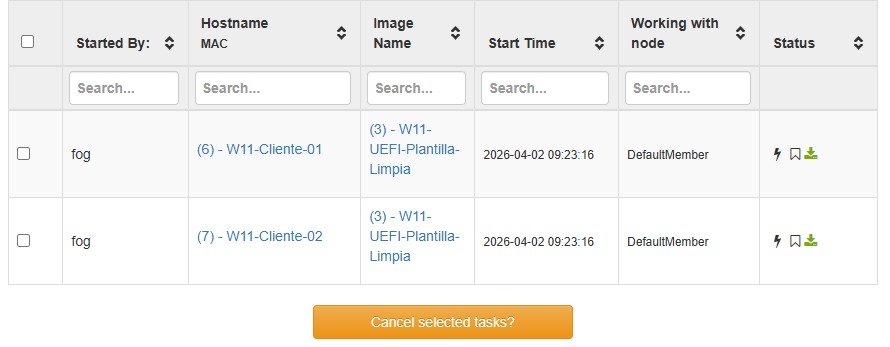 Started By:
Hostname
MAC
Image
Name
Start Time
Working with
node
Status
Search...
Search...
Search...
Search...
Search...
fog
(6) - W11-Cliente-01
(3) - W11-
UEFI-Plantilla-
Limpia
2026-04-02 09:23:16
DefaultMember
fog
(7) - W11-Cliente-02
(3) - W11-
UEFI-Plantilla-
Limpia
2026-04-02 09:23:16
DefaultMember
Cancel selected tasks?